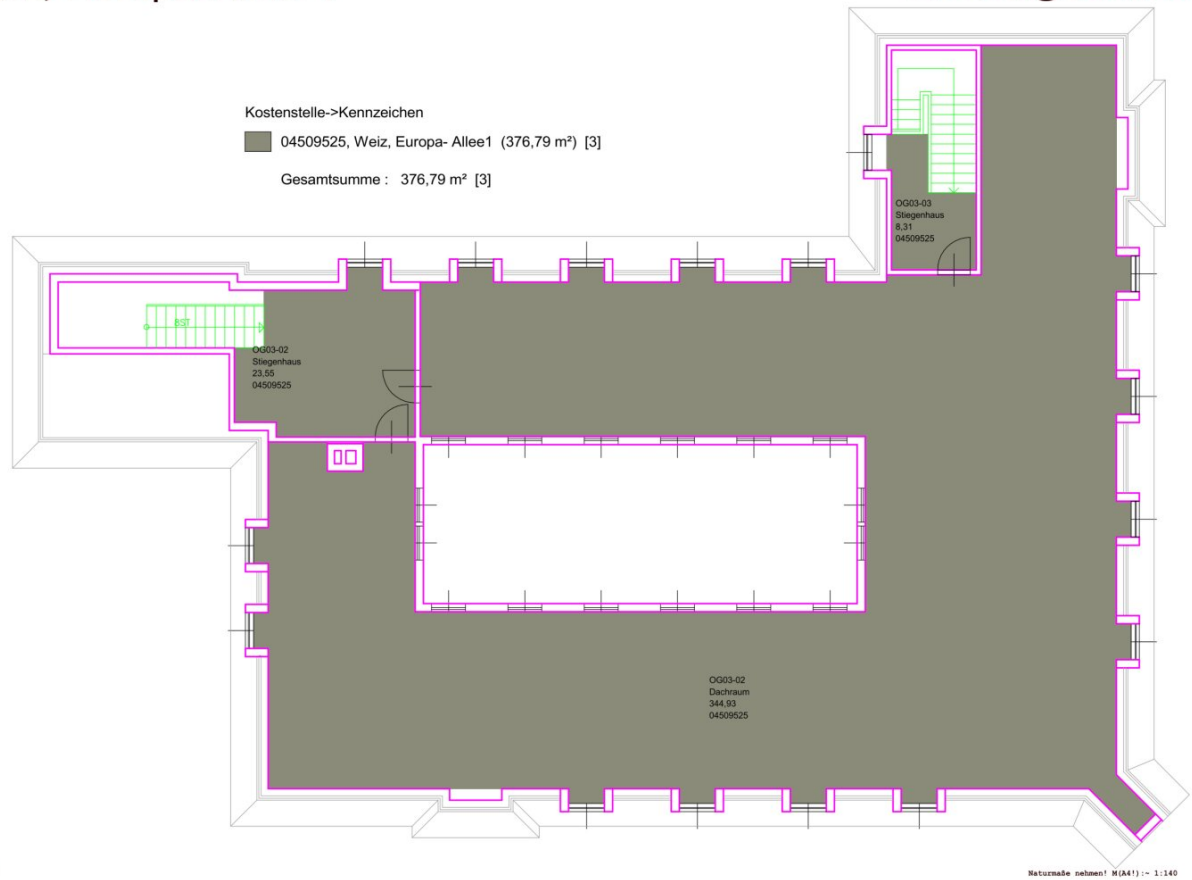 Kostenstelle->Kennzeichen
04509525, Weiz, Europa- Allee1 (376,79 m²) [3]
Gesamtsumme : 376,79 m² [3]
OG03-03
Stiegenhaus
8,31
04509525
BST
OG03-02
Stiegenhaus
23,55
04509525
OG03-02
Dachraum
344,93
04509525
Naturmaße nehmen! M(A4!):~ 1:140